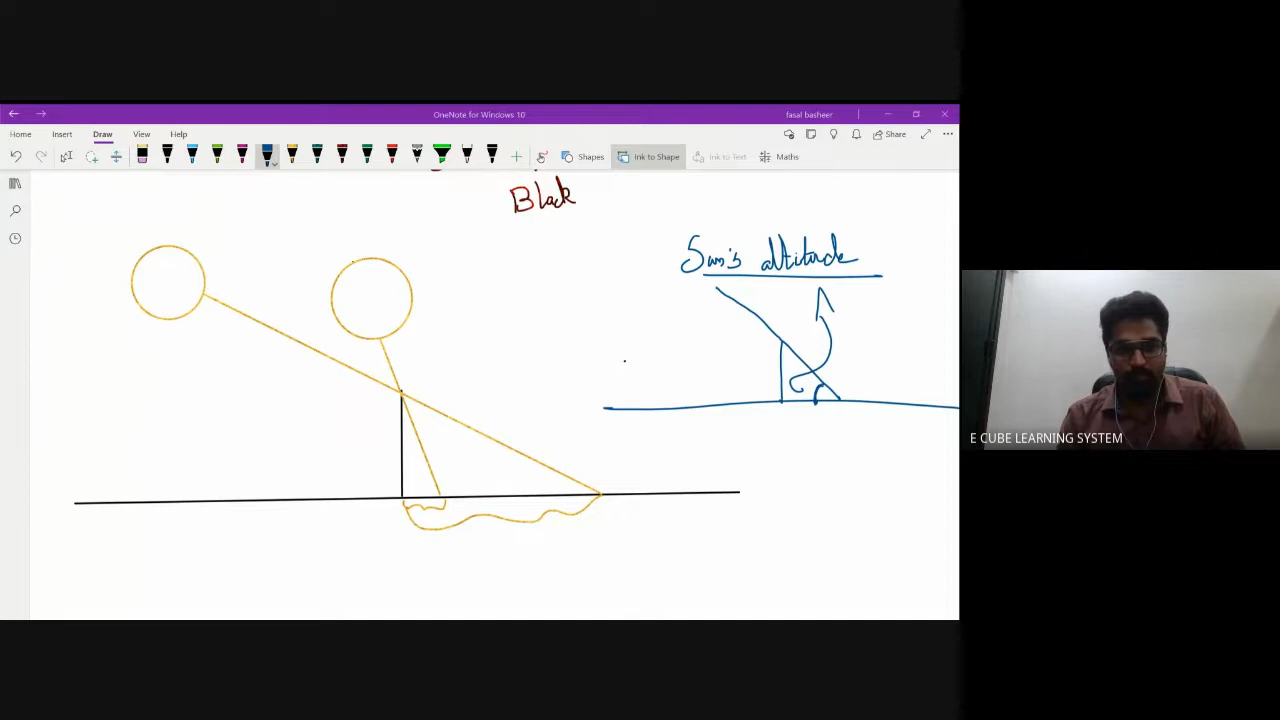 OneNote for Windows 10
fasal basheer
Home Insert Draw View Help
Share
Shapes
Ink to Shape
Ink to Text
Maths
Black
Sun's altitude
E CUBE LEARNING SYSTEM